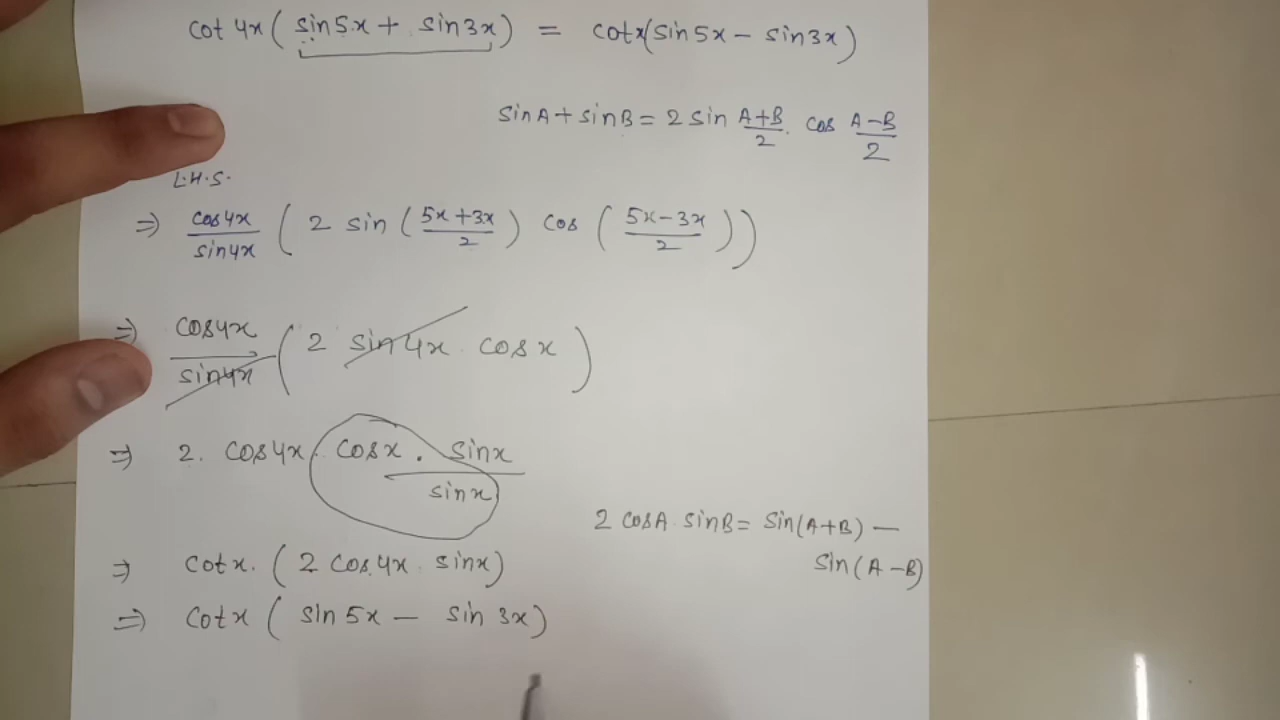 cot 4x ( sin5x + sin3x ) = cotx(sin5x − sin3x)
sinA + sinB = 2 sin A+B/2 . cos A−B/2
L.H.S.
⇒ cos4x/sin4x ( 2 sin ( 5x+3x/2 ) cos ( 5x−3x/2 ) )
⇒ cos4x/sin4x ( 2 sin4x . cosx )
⇒ 2. cos4x . cosx . sinx/sinx
2 cosA . sinB = sin(A+B) −
sin(A−B)
⇒ cotx. ( 2 cos4x . sinx )
⇒ cotx ( sin 5x − sin 3x )